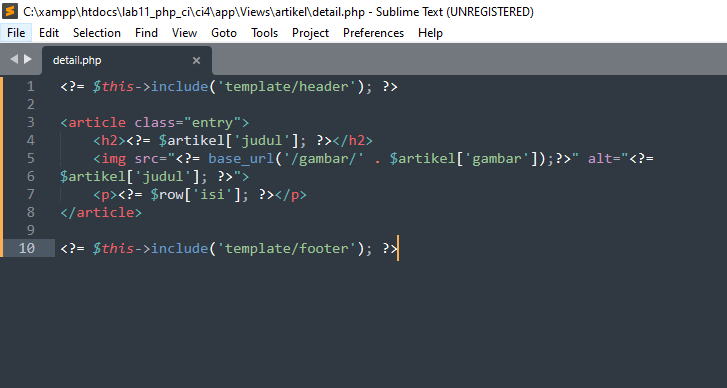 C:\xampp\htdocs\lab11_php_ci\ci4\app\Views\artikel\detail.php - Sublime Text (UNREGISTERED)
File Edit Selection Find View Goto Tools Project Preferences Help
detail.php ×
1 <?= $this->include('template/header'); ?>
2
3 <article class="entry">
4 <h2><?= $artikel['judul']; ?></h2>
5 <img src="<?= base_url('/gambar/' . $artikel['gambar']);?>" alt="<?=
6 $artikel['judul']; ?>">
7 <p><?= $row['isi']; ?></p>
8 </article>
9
10 <?= $this->include('template/footer'); ?>